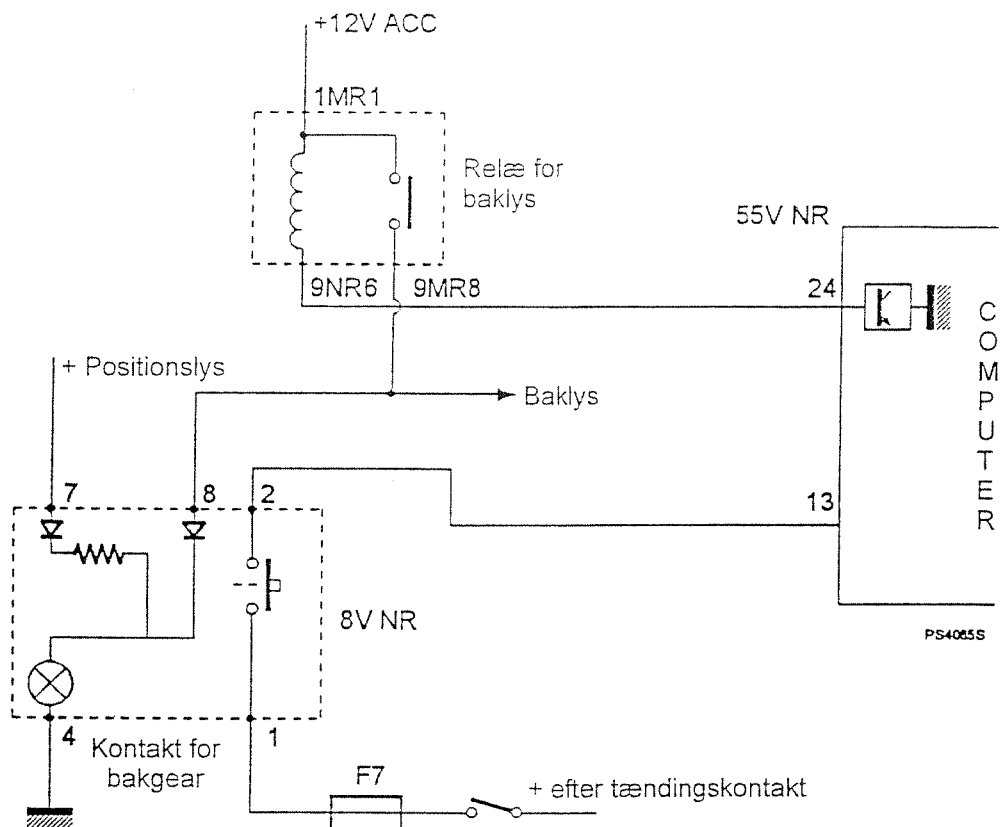 +12V ACC
1MR1
Relæ for
baklys
55V NR
9NR6
9MR8
24
COMPUTER
+ Positionslys
Baklys
7
8
2
13
8V NR
PS4065S
4
Kontakt for
bakgear
1
F7
+ efter tændingskontakt